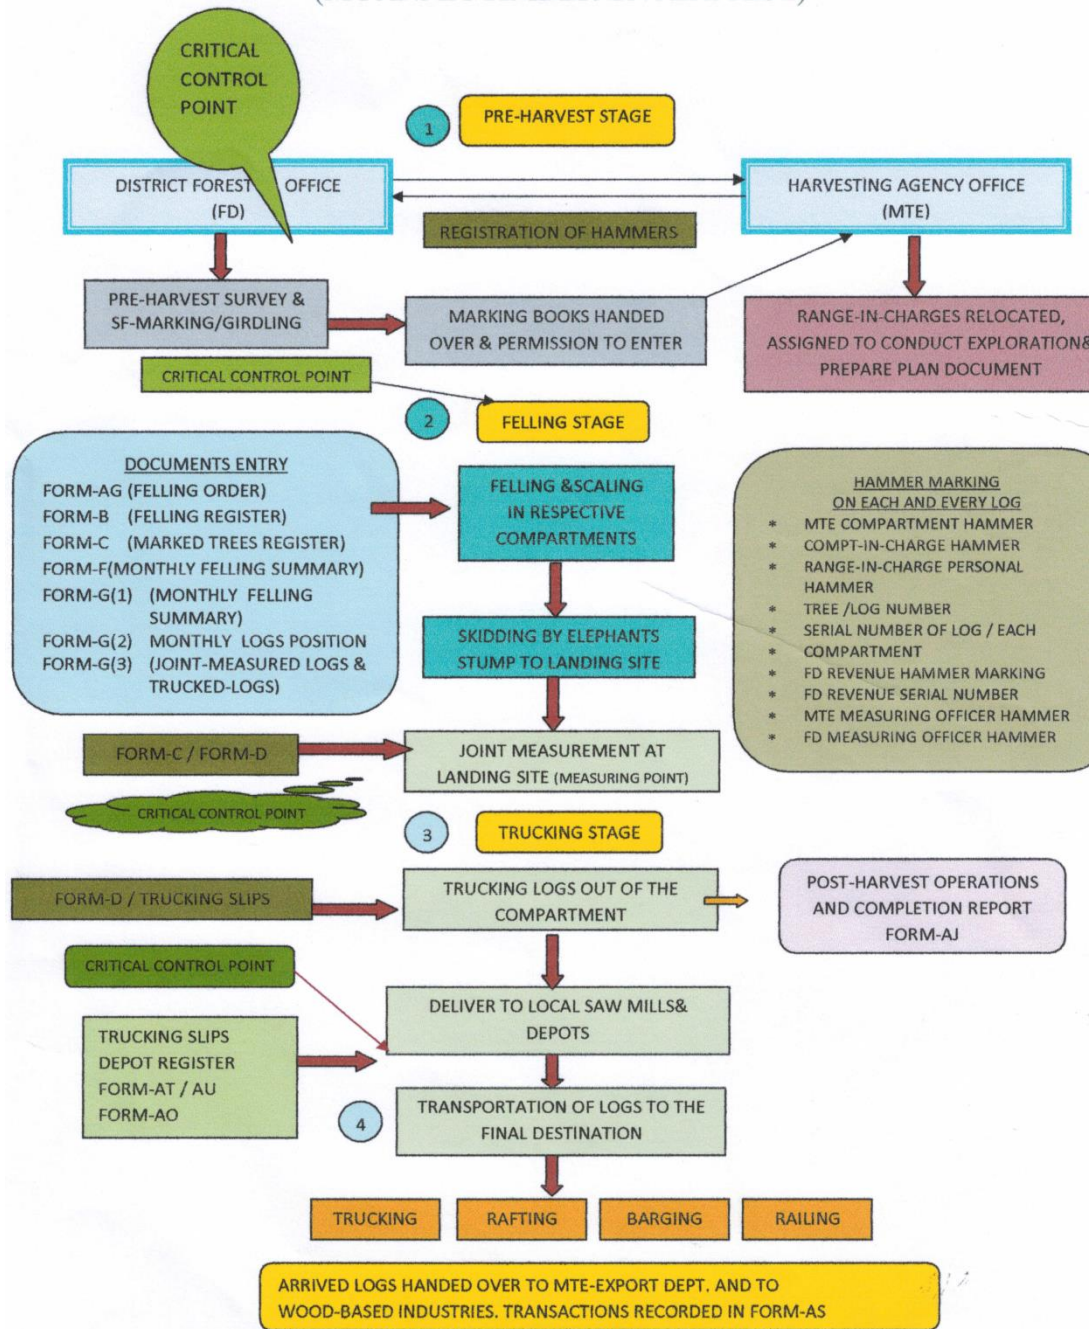 CRITICAL
CONTROL
POINT
1
PRE-HARVEST STAGE
DISTRICT FOREST OFFICE
(FD)
HARVESTING AGENCY OFFICE
(MTE)
REGISTRATION OF HAMMERS
PRE-HARVEST SURVEY &
SF-MARKING/GIRDLING
MARKING BOOKS HANDED
OVER & PERMISSION TO ENTER
RANGE-IN-CHARGES RELOCATED,
ASSIGNED TO CONDUCT EXPLORATION&
PREPARE PLAN DOCUMENT
CRITICAL CONTROL POINT
2
FELLING STAGE
DOCUMENTS ENTRY
FORM-AG (FELLING ORDER)
FORM-B (FELLING REGISTER)
FORM-C (MARKED TREES REGISTER)
FORM-F(MONTHLY FELLING SUMMARY)
FORM-G(1) (MONTHLY FELLING
SUMMARY)
FORM-G(2) MONTHLY LOGS POSITION
FORM-G(3) (JOINT-MEASURED LOGS &
TRUCKED-LOGS)
FELLING &SCALING
IN RESPECTIVE
COMPARTMENTS
SKIDDING BY ELEPHANTS
STUMP TO LANDING SITE
HAMMER MARKING
ON EACH AND EVERY LOG
* MTE COMPARTMENT HAMMER
* COMPT-IN-CHARGE HAMMER
* RANGE-IN-CHARGE PERSONAL
HAMMER
* TREE /LOG NUMBER
* SERIAL NUMBER OF LOG / EACH
* COMPARTMENT
* FD REVENUE HAMMER MARKING
* FD REVENUE SERIAL NUMBER
* MTE MEASURING OFFICER HAMMER
* FD MEASURING OFFICER HAMMER
FORM-C / FORM-D
JOINT MEASUREMENT AT
LANDING SITE (MEASURING POINT)
CRITICAL CONTROL POINT
3
TRUCKING STAGE
FORM-D / TRUCKING SLIPS
TRUCKING LOGS OUT OF THE
COMPARTMENT
POST-HARVEST OPERATIONS
AND COMPLETION REPORT
FORM-AJ
CRITICAL CONTROL POINT
DELIVER TO LOCAL SAW MILLS&
DEPOTS
TRUCKING SLIPS
DEPOT REGISTER
FORM-AT / AU
FORM-AO
4
TRANSPORTATION OF LOGS TO THE
FINAL DESTINATION
TRUCKING
RAFTING
BARGING
RAILING
ARRIVED LOGS HANDED OVER TO MTE-EXPORT DEPT. AND TO
WOOD-BASED INDUSTRIES. TRANSACTIONS RECORDED IN FORM-AS